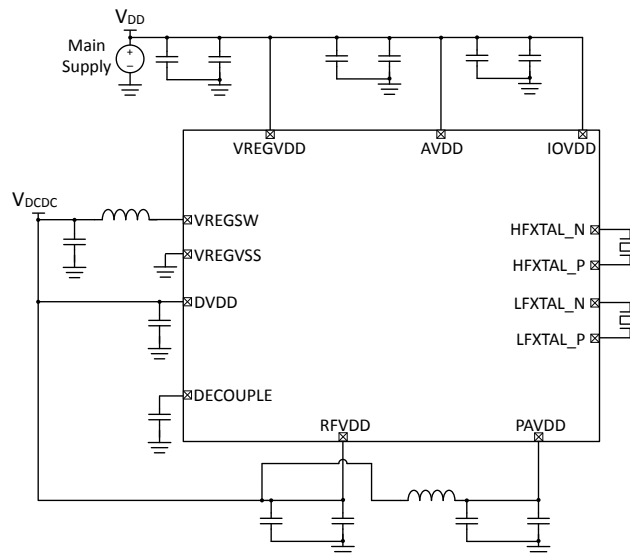 VDD
Main
Supply
+
−
VREGVDD
AVDD
IOVDD
VDCDC
VREGSW
VREGVSS
DVDD
DECOUPLE
HFXTAL_N
HFXTAL_P
LFXTAL_N
LFXTAL_P
RFVDD
PAVDD